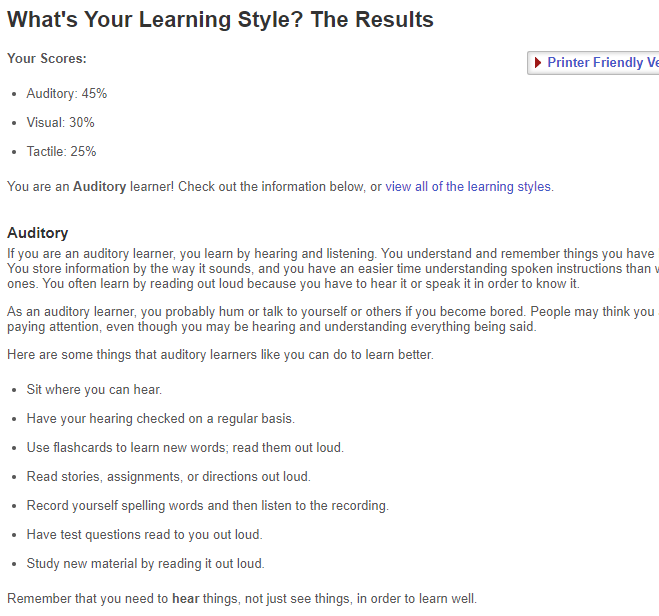 What's Your Learning Style? The Results
Your Scores:
Printer Friendly Ve
• Auditory: 45%
• Visual: 30%
• Tactile: 25%
You are an Auditory learner! Check out the information below, or view all of the learning styles.
Auditory
If you are an auditory learner, you learn by hearing and listening. You understand and remember things you have
You store information by the way it sounds, and you have an easier time understanding spoken instructions than w
ones. You often learn by reading out loud because you have to hear it or speak it in order to know it.
As an auditory learner, you probably hum or talk to yourself or others if you become bored. People may think you
paying attention, even though you may be hearing and understanding everything being said.
Here are some things that auditory learners like you can do to learn better.
• Sit where you can hear.
• Have your hearing checked on a regular basis.
• Use flashcards to learn new words; read them out loud.
• Read stories, assignments, or directions out loud.
• Record yourself spelling words and then listen to the recording.
• Have test questions read to you out loud.
• Study new material by reading it out loud.
Remember that you need to hear things, not just see things, in order to learn well.